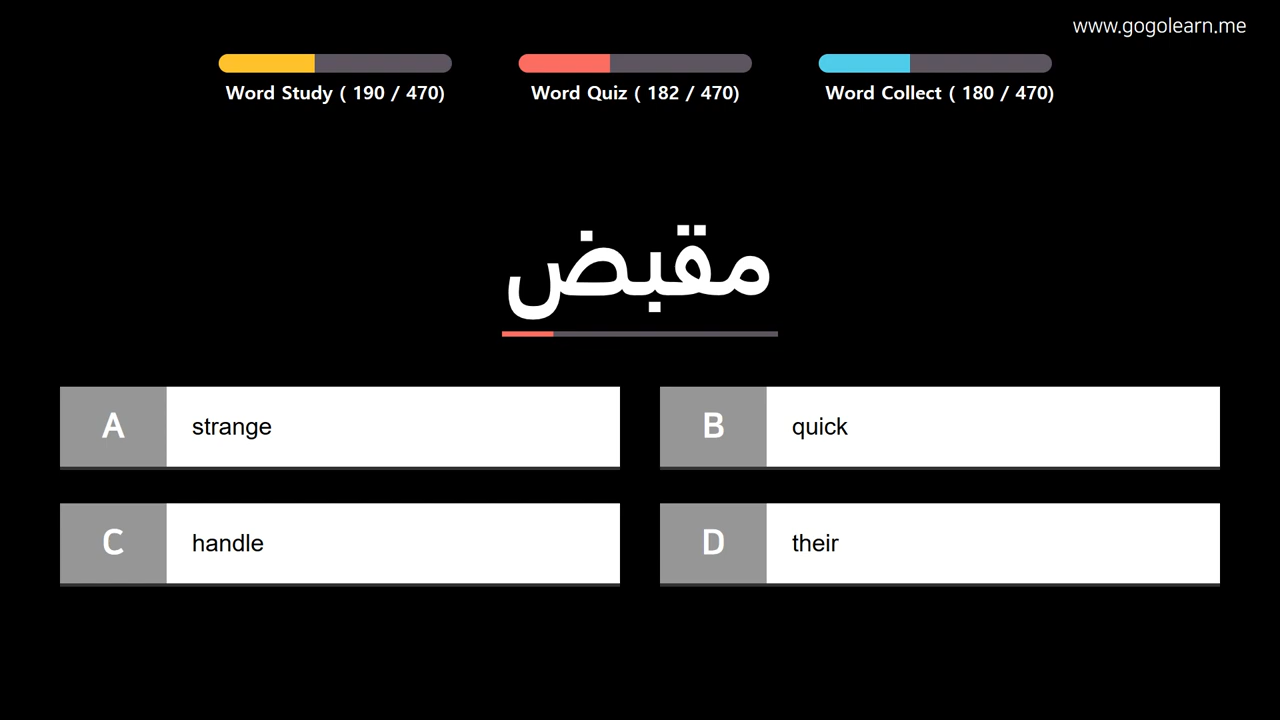 www.gogolearn.me
Word Study ( 190 / 470)
Word Quiz ( 182 / 470)
Word Collect ( 180 / 470)
مقبض
A strange
B quick
C handle
D their